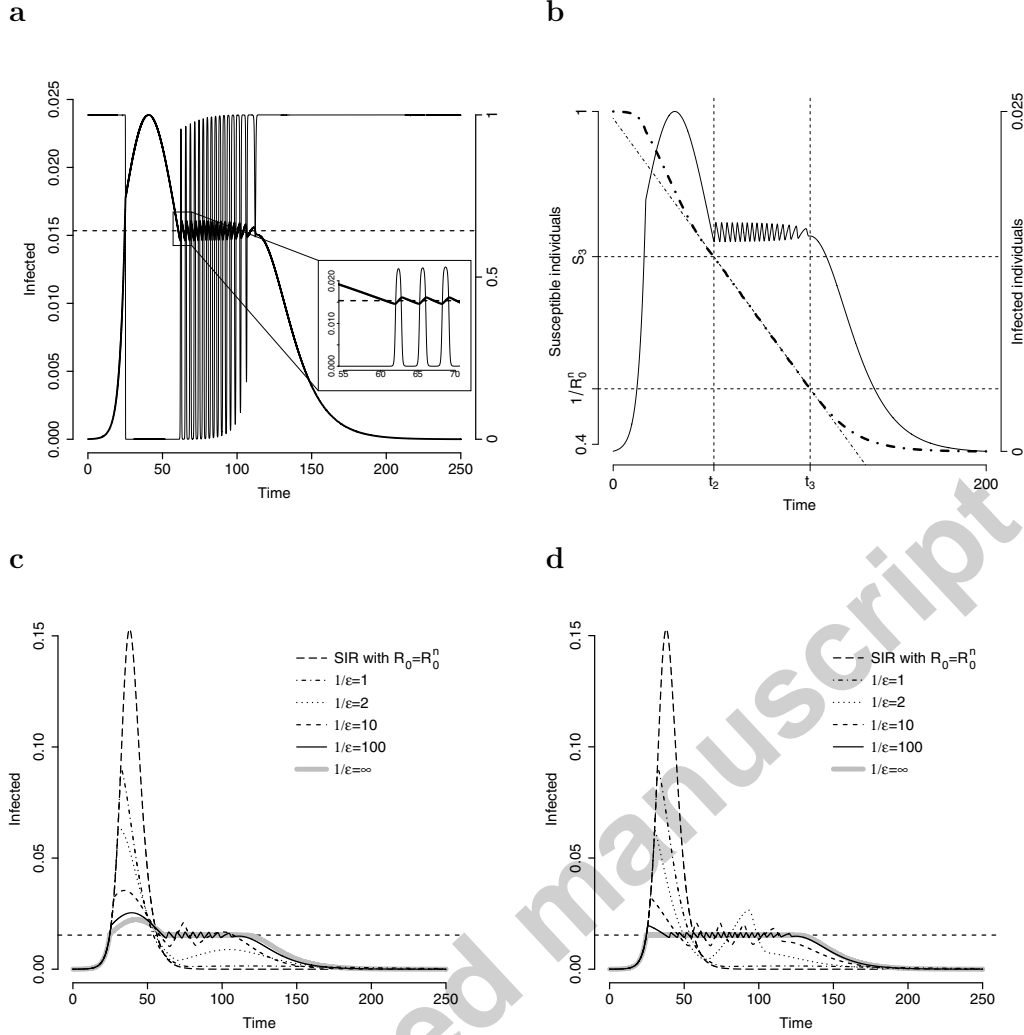 a
b
0.025
0.020
0.015
0.010
0.005
0.000
Infected
1
0.5
0
0.020
0.015
0.010
0.000
55
60
65
70
0
50
100
150
200
250
Time
1
S3
1/R0n
0.4
Susceptible individuals
0.025
0
Infected individuals
0
t2
t3
200
Time
c
d
0.15
0.10
0.05
0.00
Infected
SIR with R0=R0n
1/ε=1
1/ε=2
1/ε=10
1/ε=100
1/ε=∞
0
50
100
150
200
250
Time
0.15
0.10
0.05
0.00
Infected
SIR with R0=R0n
1/ε=1
1/ε=2
1/ε=10
1/ε=100
1/ε=∞
0
50
100
150
200
250
Time
ed manuscript